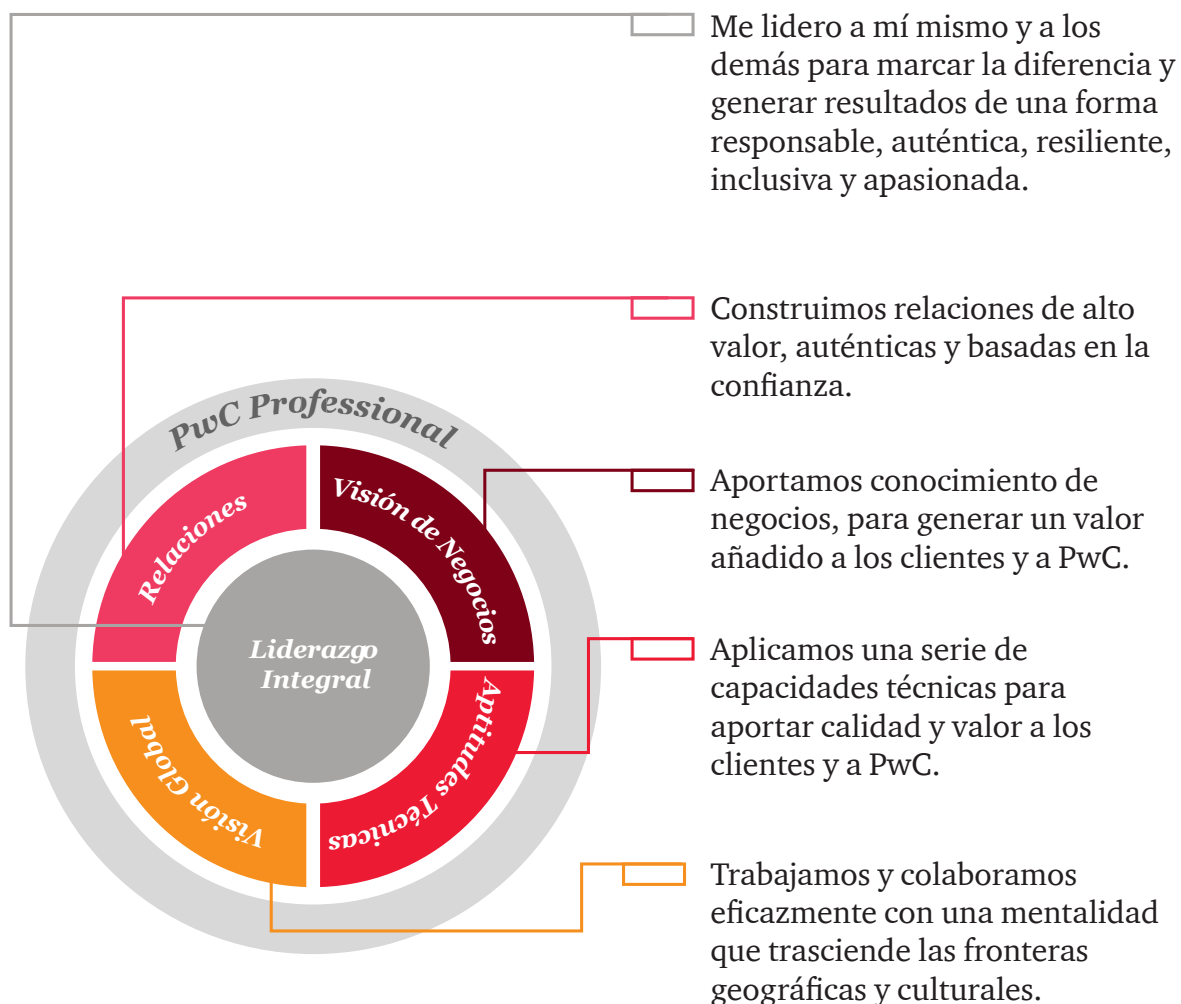 Me lidero a mí mismo y a los
demás para marcar la diferencia y
generar resultados de una forma
responsable, auténtica, resiliente,
inclusiva y apasionada.
Construimos relaciones de alto
valor, auténticas y basadas en la
confianza.
PwC Professional
Relaciones
Visión de Negocios
Aportamos conocimiento de
negocios, para generar un valor
añadido a los clientes y a PwC.
Liderazgo
Integral
Aplicamos una serie de
capacidades técnicas para
aportar calidad y valor a los
clientes y a PwC.
Visión Global
Aptitudes Técnicas
Trabajamos y colaboramos
eficazmente con una mentalidad
que trasciende las fronteras
geográficas y culturales.